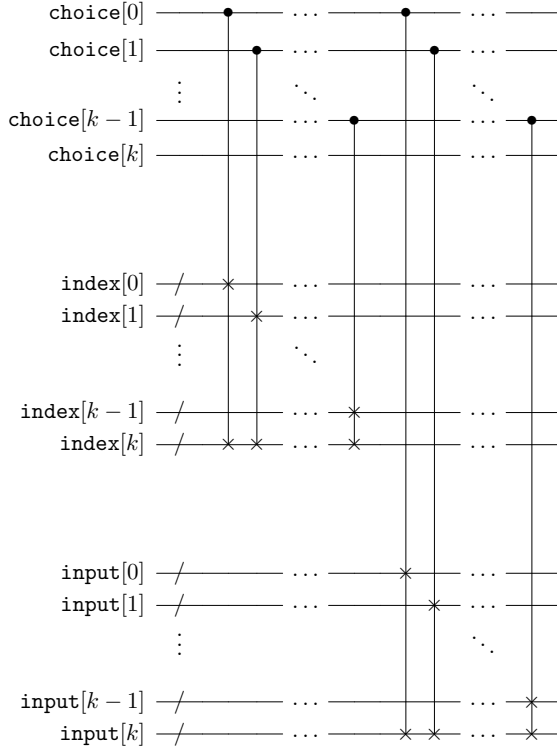 choice[0] ... ...
choice[1] ... ...
⋮ ⋱ ⋱
choice[k − 1] ... ...
choice[k] ... ...
index[0] ... ...
index[1] ... ...
⋮ ⋱
index[k − 1] ... ...
index[k] ... ...
input[0] ... ...
input[1] ... ...
⋮ ⋱
input[k − 1] ... ...
input[k] ... ...